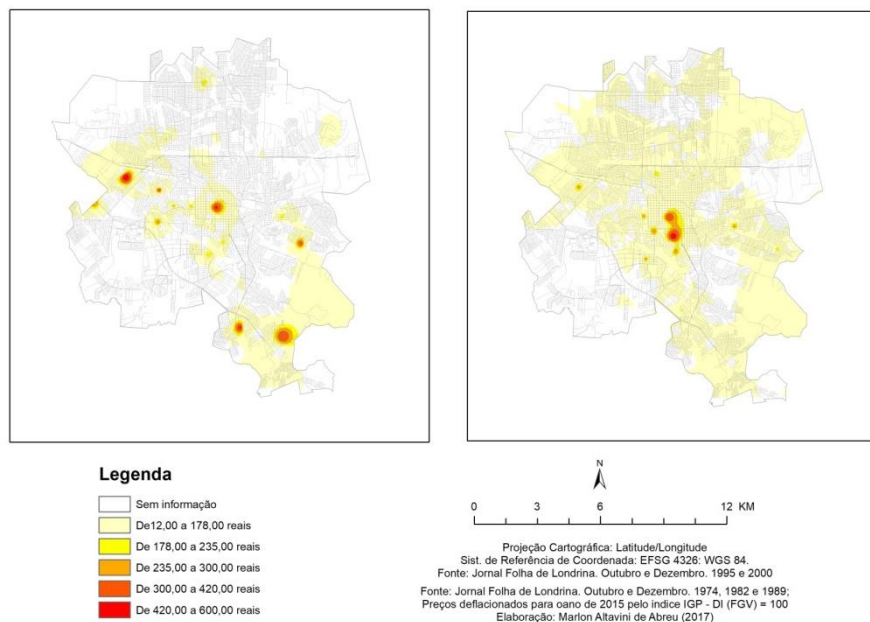 Legenda
Sem informação
De12,00 a 178,00 reais
De 178,00 a 235,00 reais
De 235,00 a 300,00 reais
De 300,00 a 420,00 reais
De 420,00 a 600,00 reais
N
0 3 6 12 KM
Projeção Cartográfica: Latitude/Longitude
Sist. de Referência de Coordenada: EFSG 4326: WGS 84.
Fonte: Jornal Folha de Londrina. Outubro e Dezembro. 1995 e 2000
Fonte: Jornal Folha de Londrina. Outubro e Dezembro. 1974, 1982 e 1989;
Preços deflacionados para oano de 2015 pelo indice IGP - DI (FGV) = 100
Elaboração: Marlon Altavini de Abreu (2017)